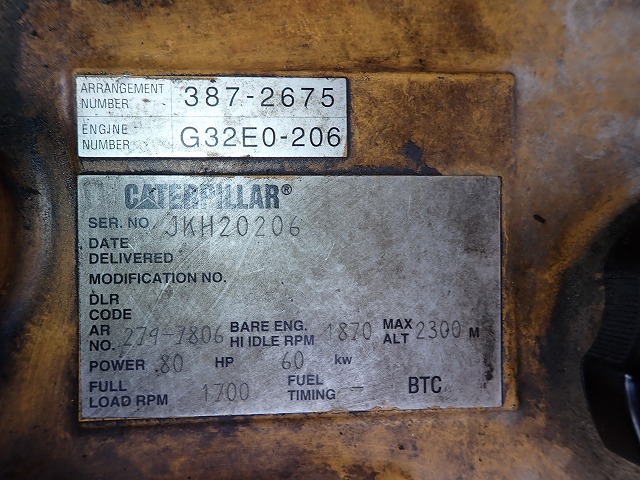 ARRANGEMENT NUMBER 387-2675
ENGINE NUMBER G32E0-206
CATERPILLAR®
SER. NO. JKH20206
DATE
DELIVERED
MODIFICATION NO.
DLR
CODE
AR NO. 279-7806 BARE ENG. HI IDLE RPM 1870 MAX ALT 2300 M
POWER 80 HP 60 kw
FULL LOAD RPM 1700 FUEL TIMING — BTC